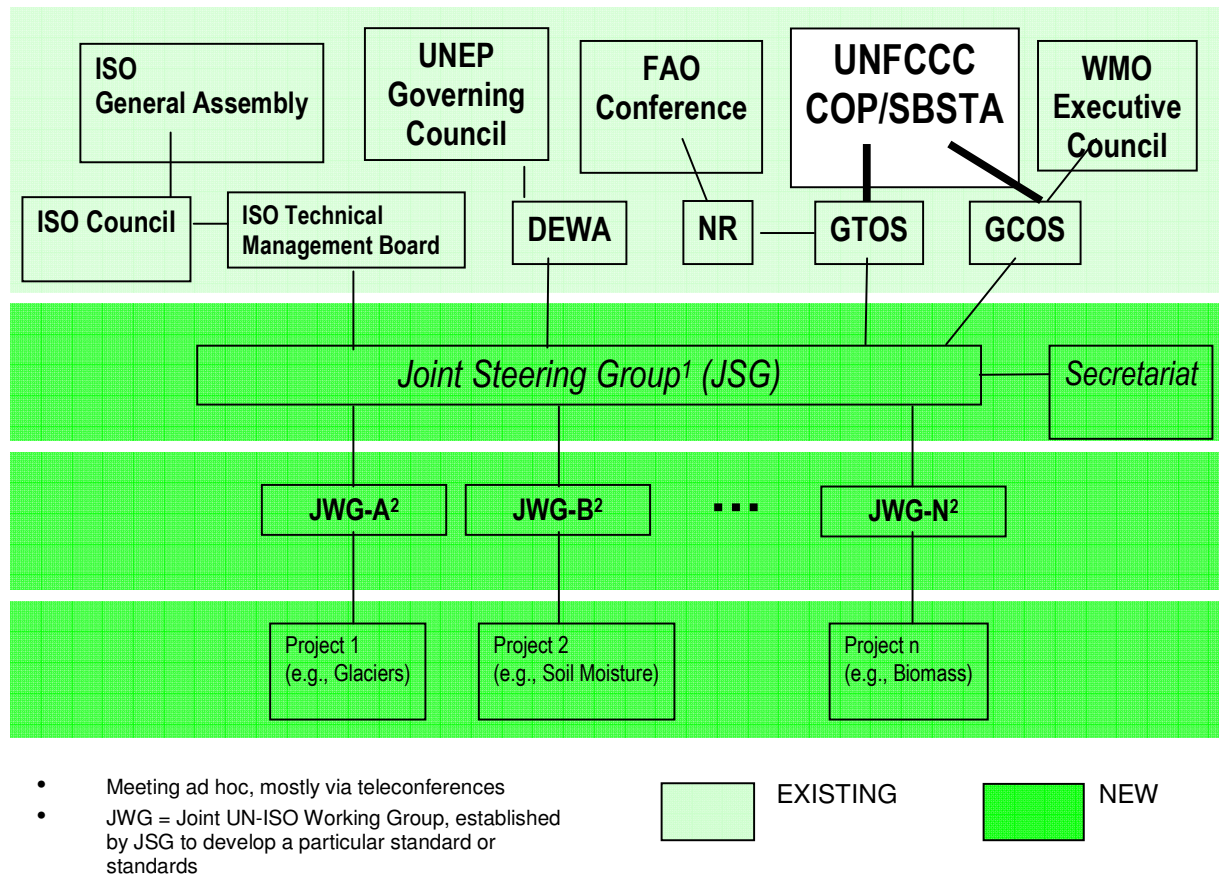 ISO
General Assembly
UNEP
Governing
Council
FAO
Conference
UNFCCC
COP/SBSTA
WMO
Executive
Council
ISO Council
ISO Technical
Management Board
DEWA
NR
GTOS
GCOS
Joint Steering Group¹ (JSG)
Secretariat
JWG-A²
JWG-B²
...
JWG-N²
Project 1
(e.g., Glaciers)
Project 2
(e.g., Soil Moisture)
Project n
(e.g., Biomass)
• Meeting ad hoc, mostly via teleconferences
• JWG = Joint UN-ISO Working Group, established
by JSG to develop a particular standard or
standards
EXISTING
NEW